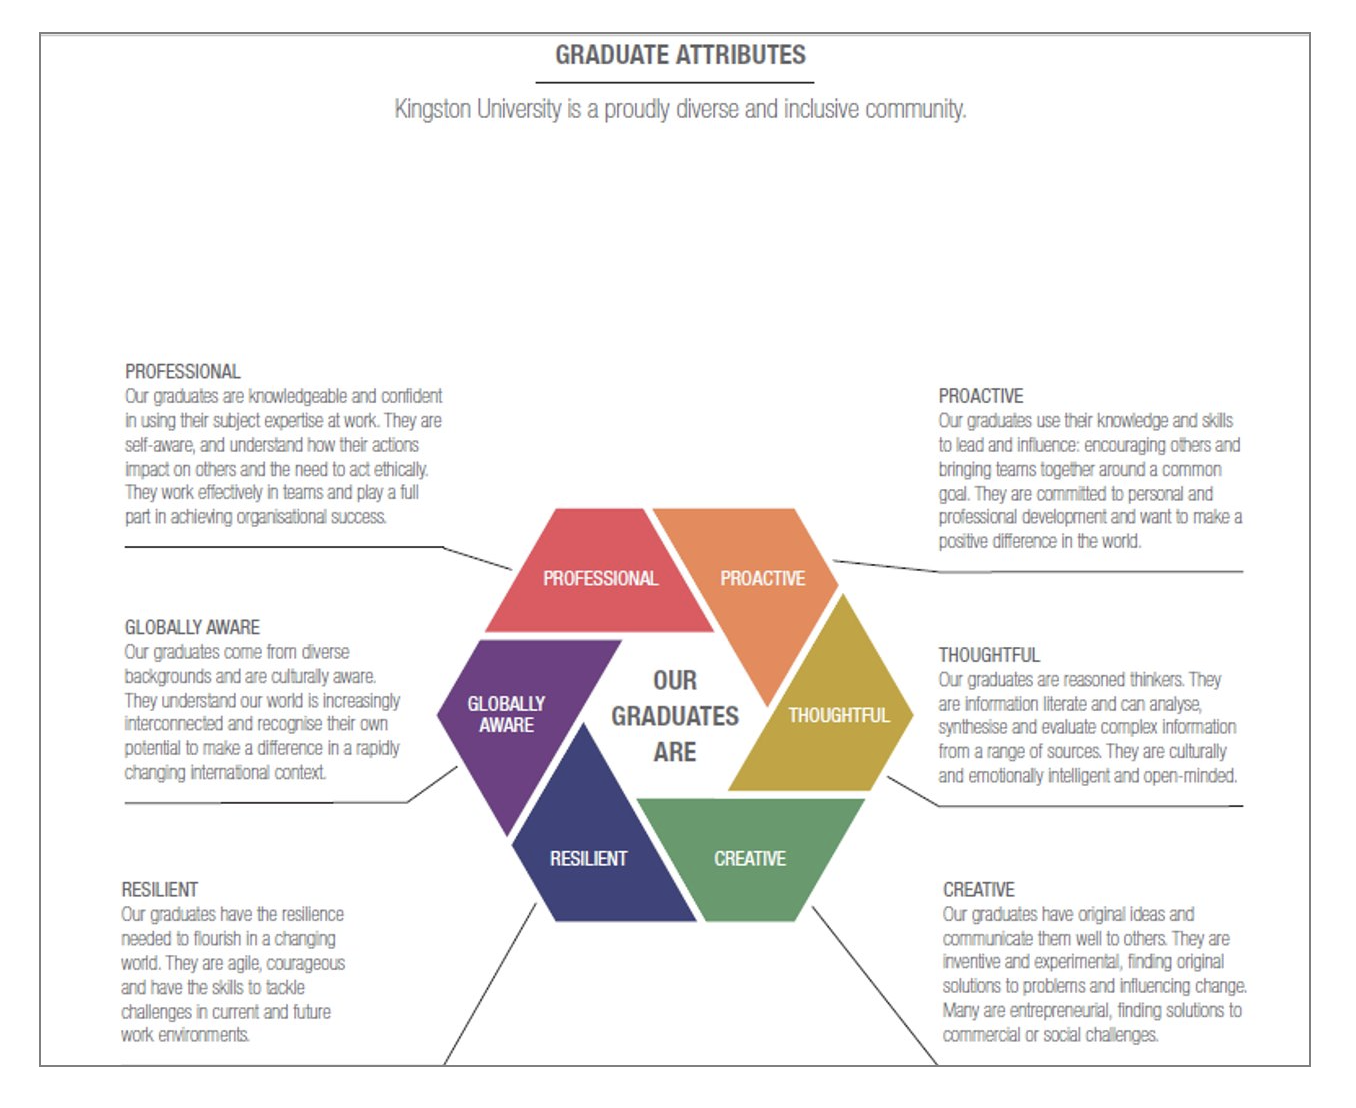 GRADUATE ATTRIBUTES
Kingston University is a proudly diverse and inclusive community.
PROFESSIONAL
Our graduates are knowledgeable and confident
in using their subject expertise at work. They are
self-aware, and understand how their actions
impact on others and the need to act ethically.
They work effectively in teams and play a full
part in achieving organisational success.
GLOBALLY AWARE
Our graduates come from diverse
backgrounds and are culturally aware.
They understand our world is increasingly
interconnected and recognise their own
potential to make a difference in a rapidly
changing international context.
RESILIENT
Our graduates have the resilience
needed to flourish in a changing
world. They are agile, courageous
and have the skills to tackle
challenges in current and future
work environments.
PROFESSIONAL
PROACTIVE
GLOBALLY
AWARE
OUR
GRADUATES
ARE
THOUGHTFUL
RESILIENT
CREATIVE
PROACTIVE
Our graduates use their knowledge and skills
to lead and influence: encouraging others and
bringing teams together around a common
goal. They are committed to personal and
professional development and want to make a
positive difference in the world.
THOUGHTFUL
Our graduates are reasoned thinkers. They
are information literate and can analyse,
synthesise and evaluate complex information
from a range of sources. They are culturally
and emotionally intelligent and open-minded.
CREATIVE
Our graduates have original ideas and
communicate them well to others. They are
inventive and experimental, finding original
solutions to problems and influencing change.
Many are entrepreneurial, finding solutions to
commercial or social challenges.